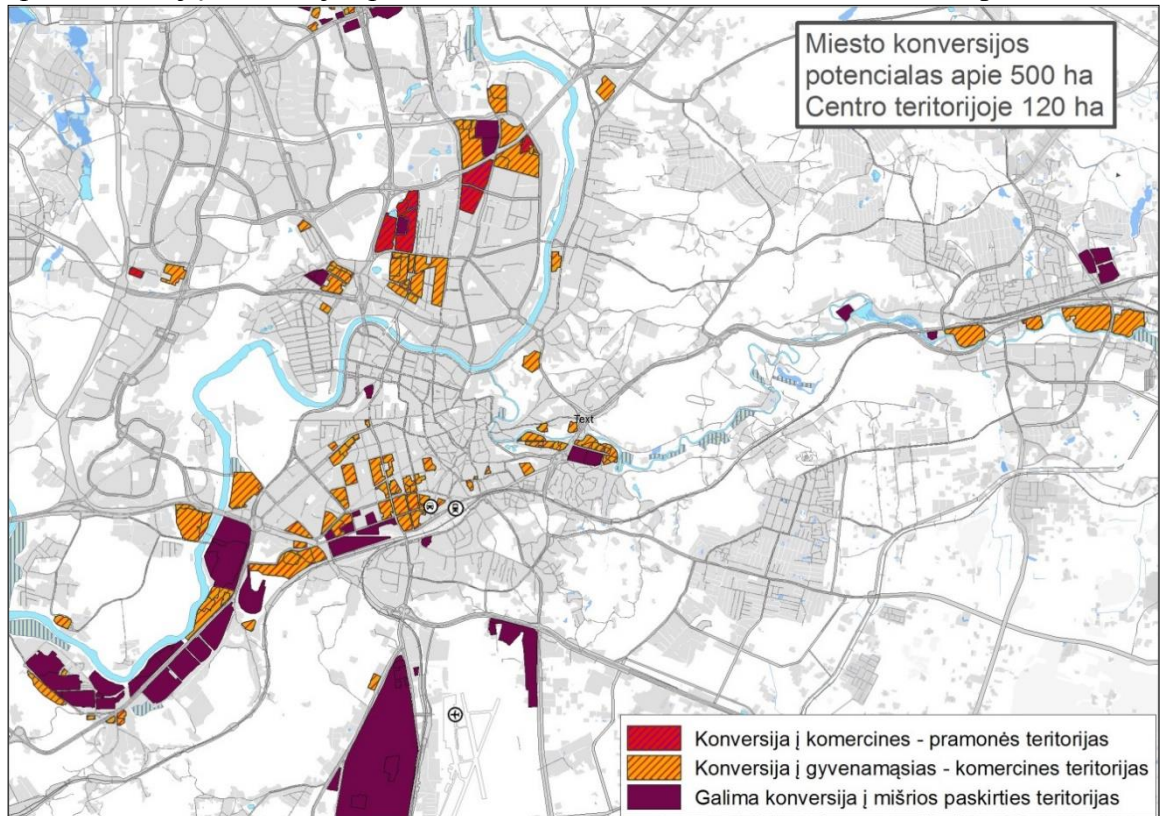 Miesto konversijos
potencialas apie 500 ha
Centro teritorijoje 120 ha
Text
Konversija į komercines - pramonės teritorijas
Konversija į gyvenamąsias - komercines teritorijas
Galima konversija į mišrios paskirties teritorijas